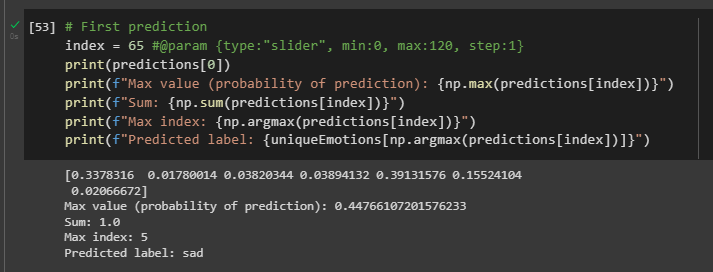 [53] # First prediction
index = 65 #@param {type:"slider", min:0, max:120, step:1}
print(predictions[0])
print(f"Max value (probability of prediction): {np.max(predictions[index])}")
print(f"Sum: {np.sum(predictions[index])}")
print(f"Max index: {np.argmax(predictions[index])}")
print(f"Predicted label: {uniqueEmotions[np.argmax(predictions[index])]}")
0s
[0.3378316  0.01780014 0.03820344 0.03894132 0.39131576 0.15524104
 0.02066672]
Max value (probability of prediction): 0.44766107201576233
Sum: 1.0
Max index: 5
Predicted label: sad